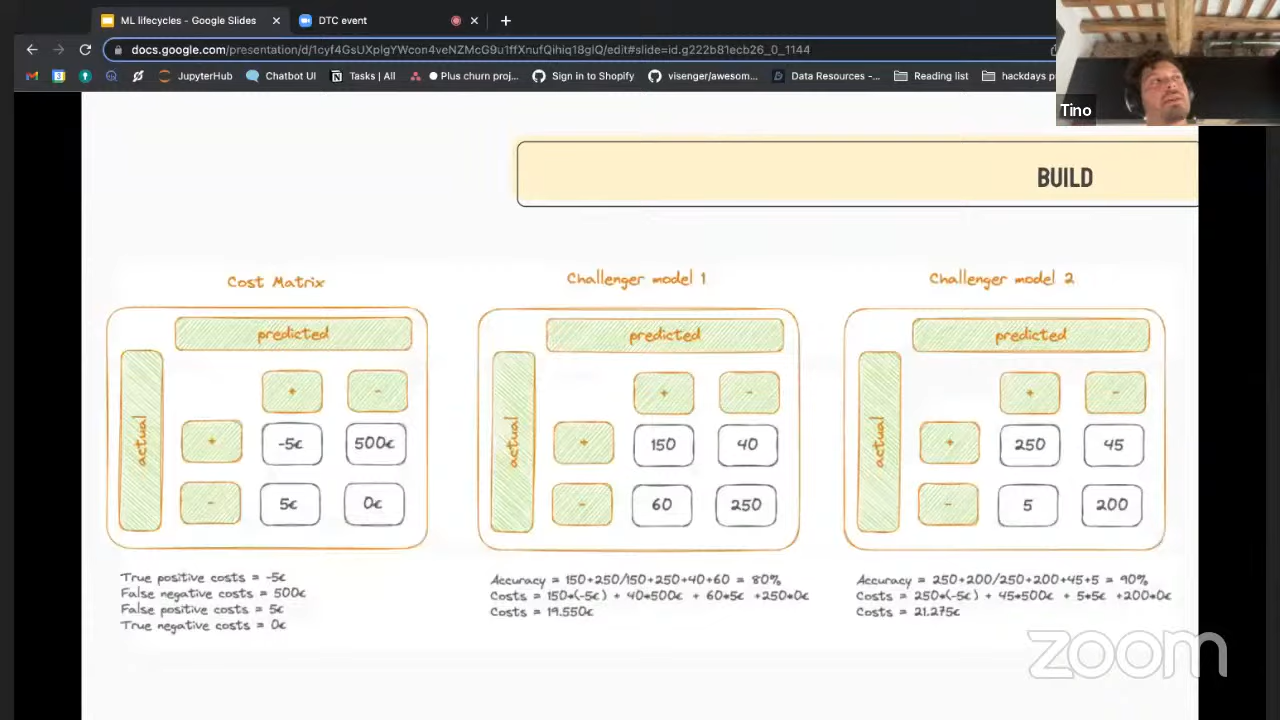 ML lifecycles - Google Slides
DTC event
docs.google.com/presentation/d/1cyf4GsUXplgYWcon4veNZMcG9u1ffXnufQihiq18glQ/edit#slide=id.g222b81ecb26_0_1144
JupyterHub
Chatbot UI
Tasks | All
Plus churn proj...
Sign in to Shopify
visenger/awesom...
Data Resources -...
Reading list
hackdays p
Tino
BUILD
Cost Matrix
predicted
actual
+ -
+ -5€ 500€
- 5€ 0€
True positive costs = -5€
False negative costs = 500€
False positive costs = 5€
True negative costs = 0€
Challenger model 1
predicted
actual
+ -
+ 150 40
- 60 250
Accuracy = 150+250/150+250+40+60 = 80%
Costs = 150*(-5€) + 40*500€ + 60*5€ +250*0€
Costs = 19.550€
Challenger model 2
predicted
actual
+ -
+ 250 45
- 5 200
Accuracy = 250+200/250+200+45+5 = 90%
Costs = 250*(-5€) + 45*500€ + 5*5€ +200*0€
Costs = 21.275€
zoom